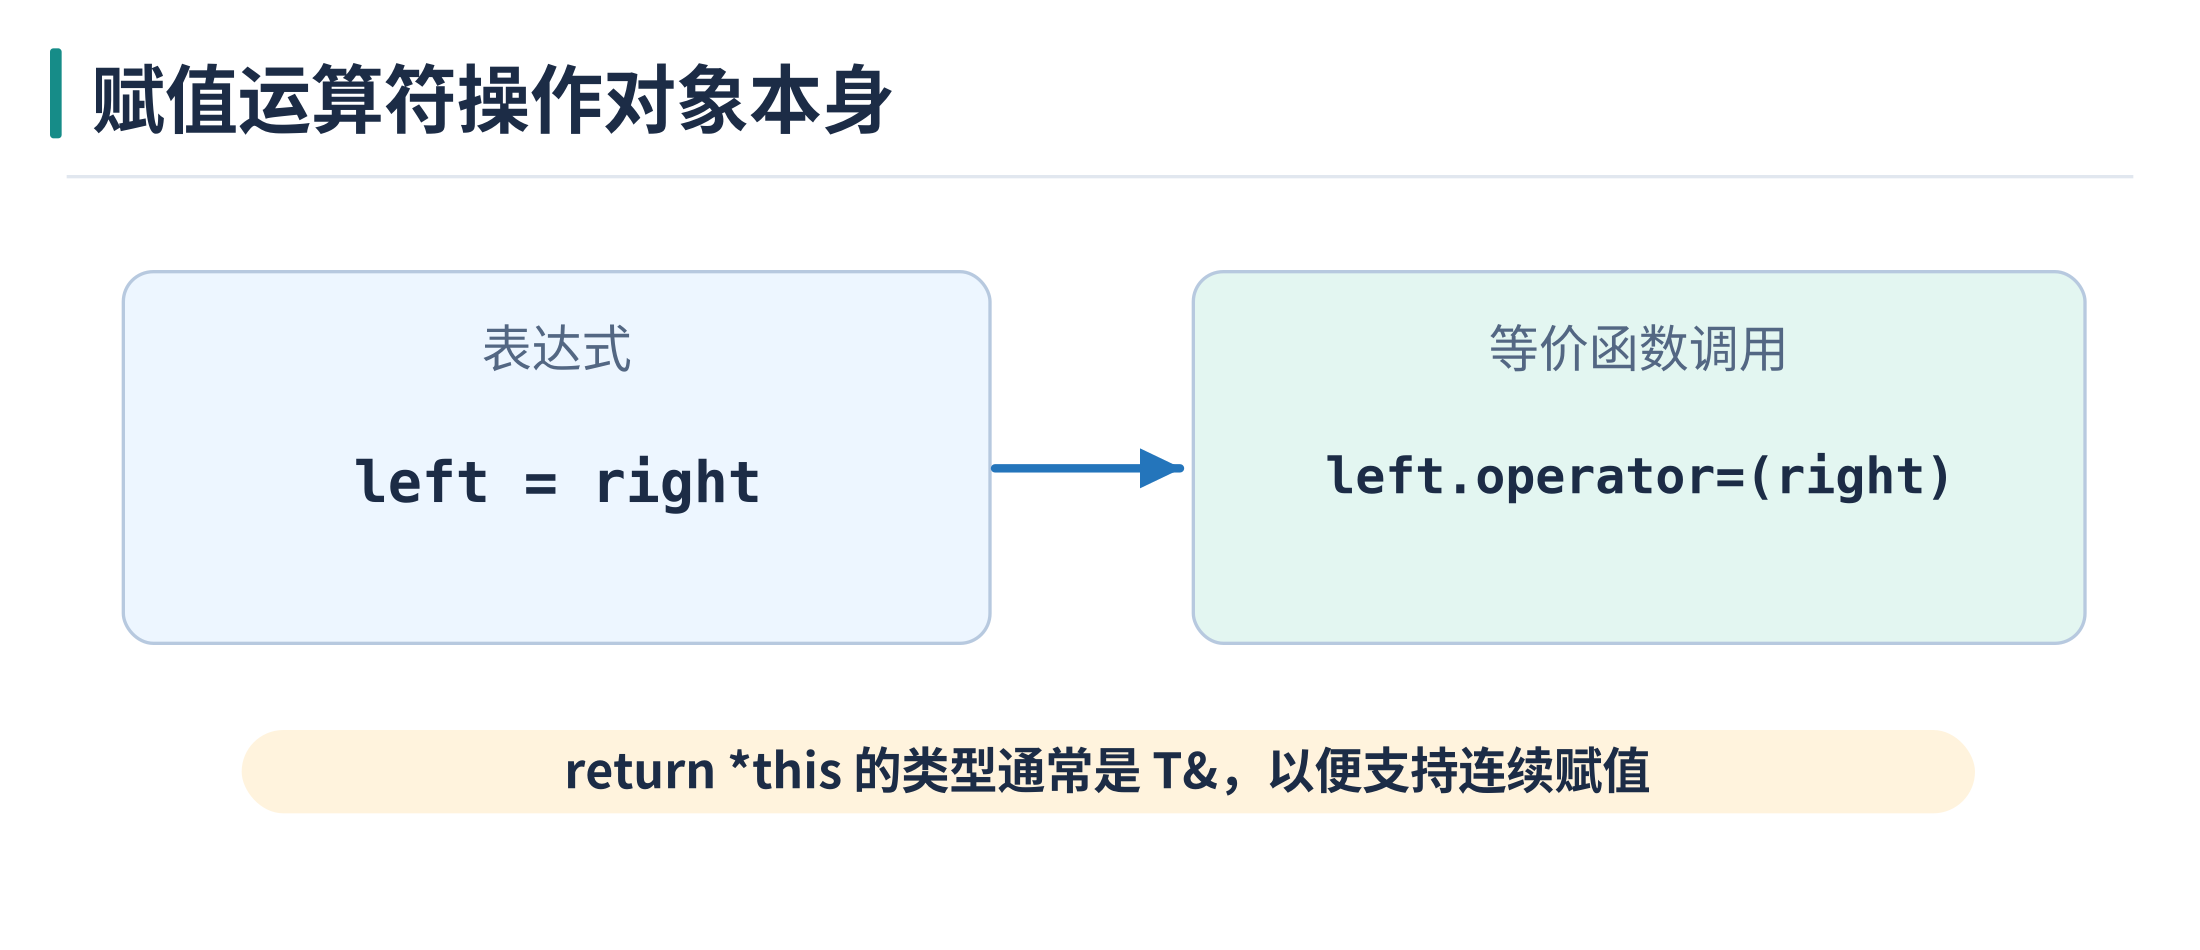 赋值运算符操作对象本身
表达式
left = right
等价函数调用
left.operator=(right)
return *this 的类型通常是 T&，以便支持连续赋值